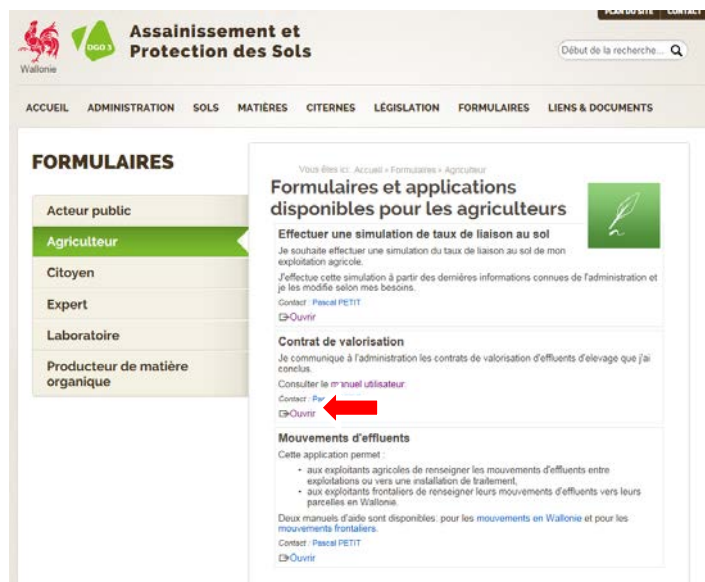 PLAN DU SITE CONTACT
Assainissement et
Protection des Sols
DGO 3
Wallonie
Début de la recherche...
ACCUEIL ADMINISTRATION SOLS MATIÈRES CITERNES LÉGISLATION FORMULAIRES LIENS & DOCUMENTS
FORMULAIRES
Acteur public
Agriculteur
Citoyen
Expert
Laboratoire
Producteur de matière
organique
Vous êtes ici: Accueil » Formulaires » Agriculteur
Formulaires et applications
disponibles pour les agriculteurs
Effectuer une simulation de taux de liaison au sol
Je souhaite effectuer une simulation du taux de liaison au sol de mon
exploitation agricole.
J'effectue cette simulation à partir des dernières informations connues de l'administration et
je les modifie selon mes besoins.
Contact : Pascal PETIT
Ouvrir
Contrat de valorisation
Je communique à l'administration les contrats de valorisation d'effluents d'elevage que j'ai
conclus.
Consulter le manuel utilisateur
Contact :
Ouvrir
Mouvements d'effluents
Cette application permet :
• aux exploitants agricoles de renseigner les mouvements d'effluents entre
exploitations ou vers une installation de traitement,
• aux exploitants frontaliers de renseigner leurs mouvements d'effluents vers leurs
parcelles en Wallonie.
Deux manuels d'aide sont disponibles: pour les mouvements en Wallonie et pour les
mouvements frontaliers.
Contact : Pascal PETIT
Ouvrir